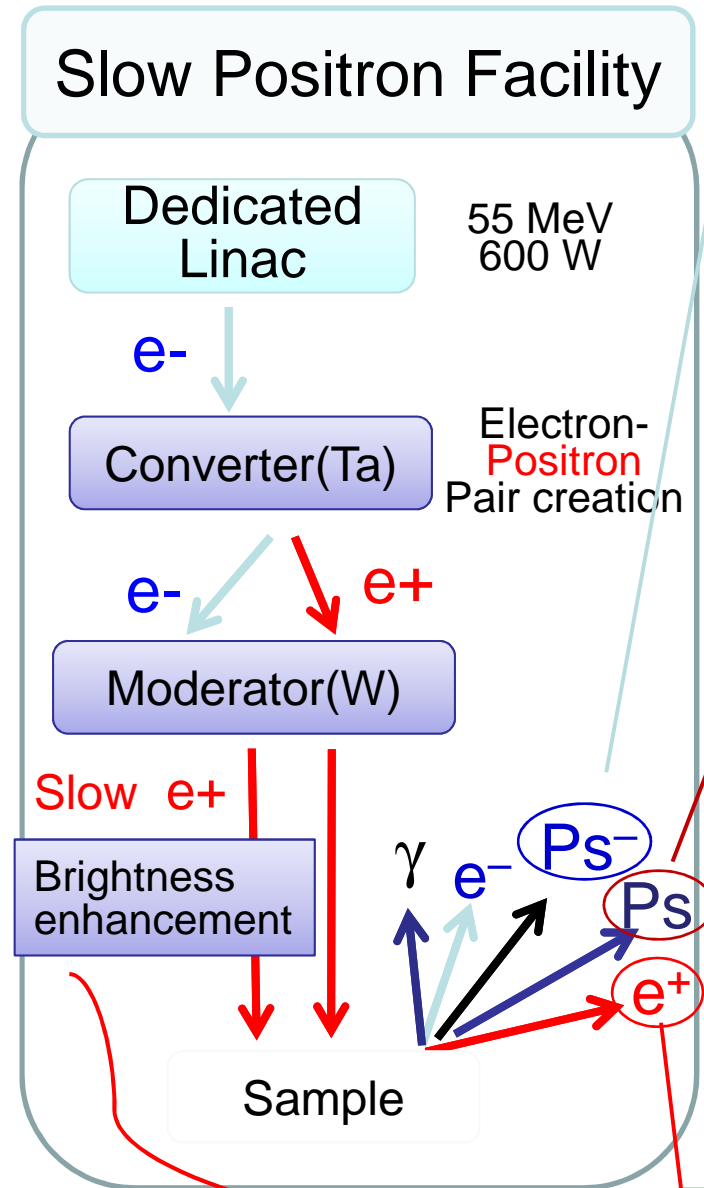 Slow Positron Facility
Dedicated
Linac
55 MeV
600 W
e-
Converter(Ta)
Electron-
Positron
Pair creation
e-
e+
Moderator(W)
Slow e+
Brightness
enhancement
γ
e⁻
Ps⁻
Ps
e⁺
Sample